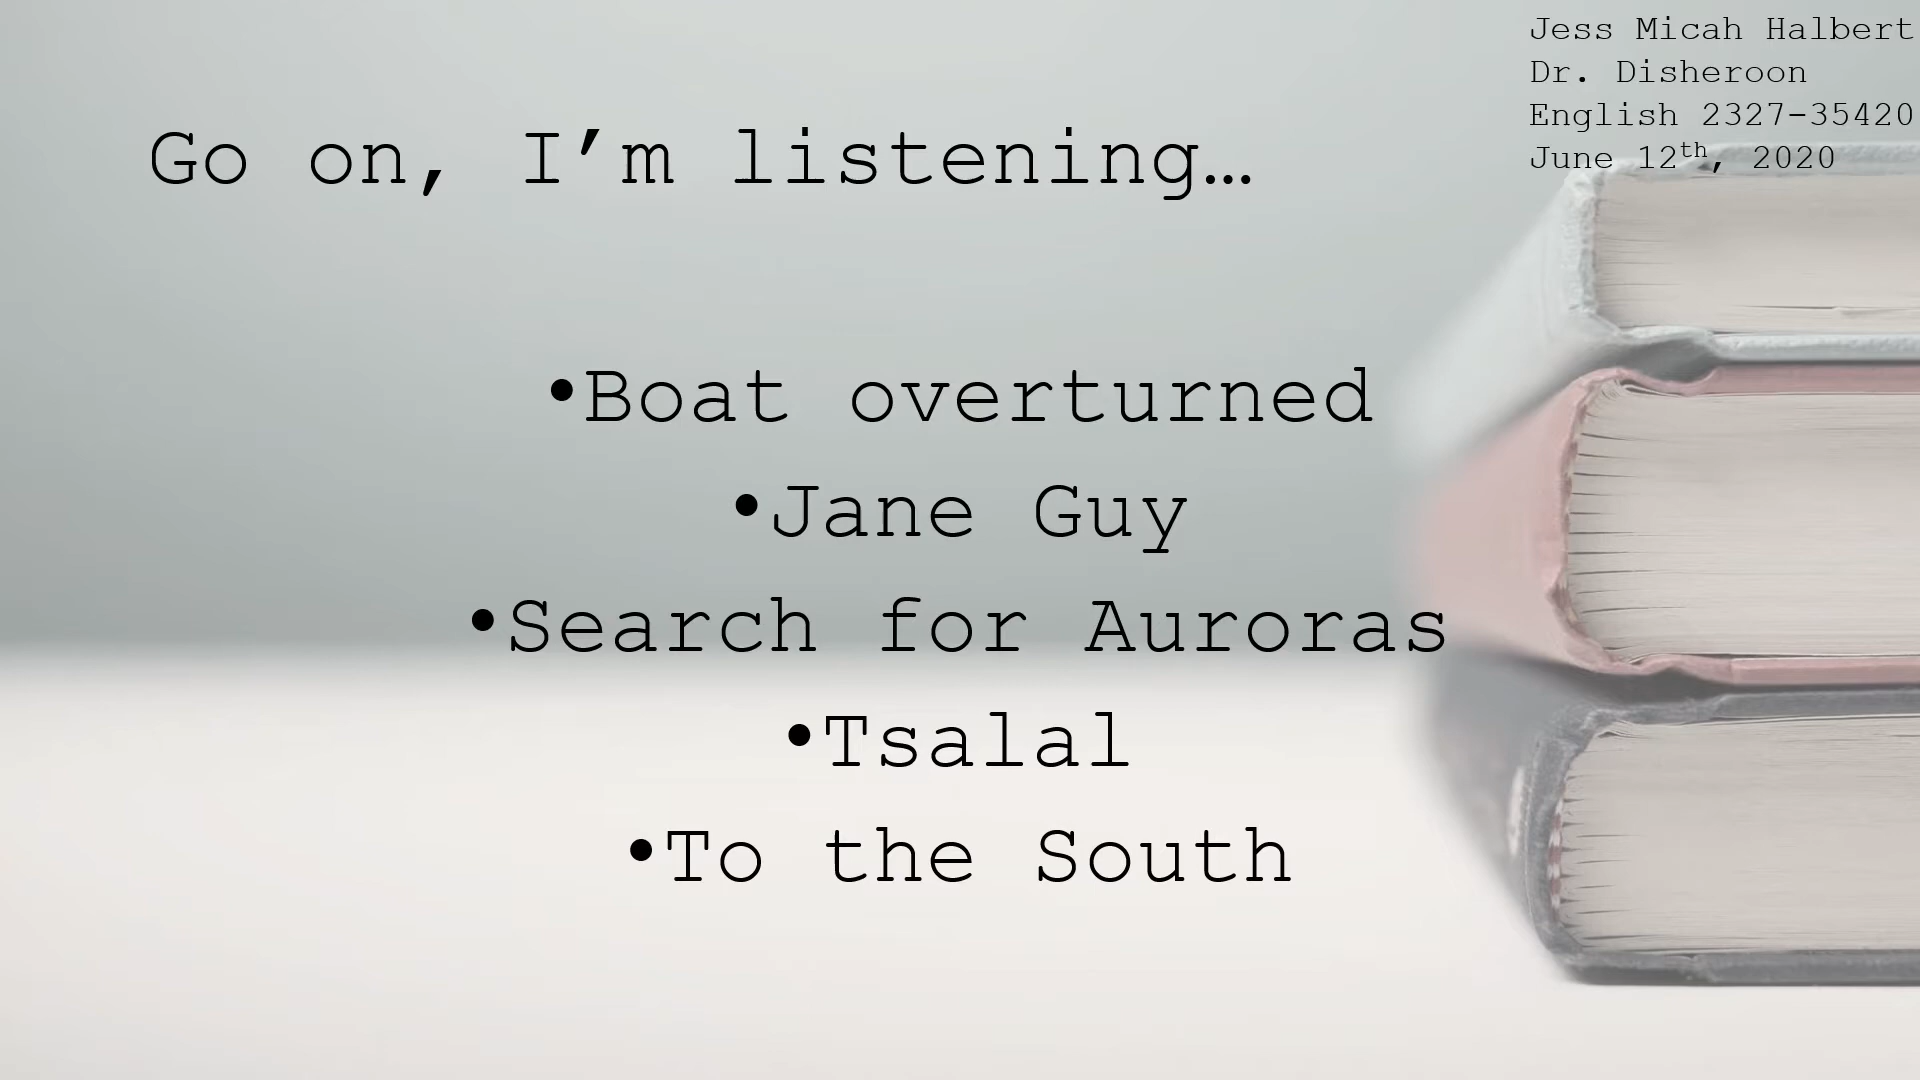 Jess Micah Halbert
Dr. Disheroon
English 2327-35420
June 12th, 2020
Go on, I’m listening…
•Boat overturned
•Jane Guy
•Search for Auroras
•Tsalal
•To the South